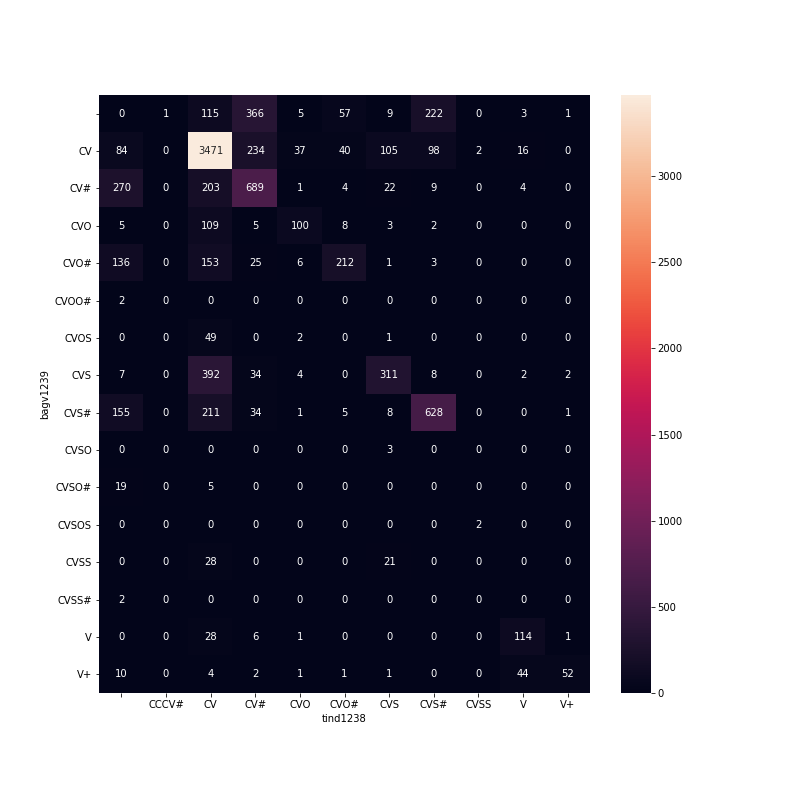 0 1 115 366 5 57 9 222 0 3 1
CV 84 0 3471 234 37 40 105 98 2 16 0
CV# 270 0 203 689 1 4 22 9 0 4 0
CVO 5 0 109 5 100 8 3 2 0 0 0
CVO# 136 0 153 25 6 212 1 3 0 0 0
CVOO# 2 0 0 0 0 0 0 0 0 0 0
CVOS 0 0 49 0 2 0 1 0 0 0 0
CVS 7 0 392 34 4 0 311 8 0 2 2
CVS# 155 0 211 34 1 5 8 628 0 0 1
CVSO 0 0 0 0 0 0 3 0 0 0 0
CVSO# 19 0 5 0 0 0 0 0 0 0 0
CVSOS 0 0 0 0 0 0 0 0 2 0 0
CVSS 0 0 28 0 0 0 21 0 0 0 0
CVSS# 2 0 0 0 0 0 0 0 0 0 0
V 0 0 28 6 1 0 0 0 0 114 1
V+ 10 0 4 2 1 1 1 0 0 44 52
CCCV# CV CV# CVO CVO# CVS CVS# CVSS V V+
tind1238
bagv1239
3000
2500
2000
1500
1000
500
0